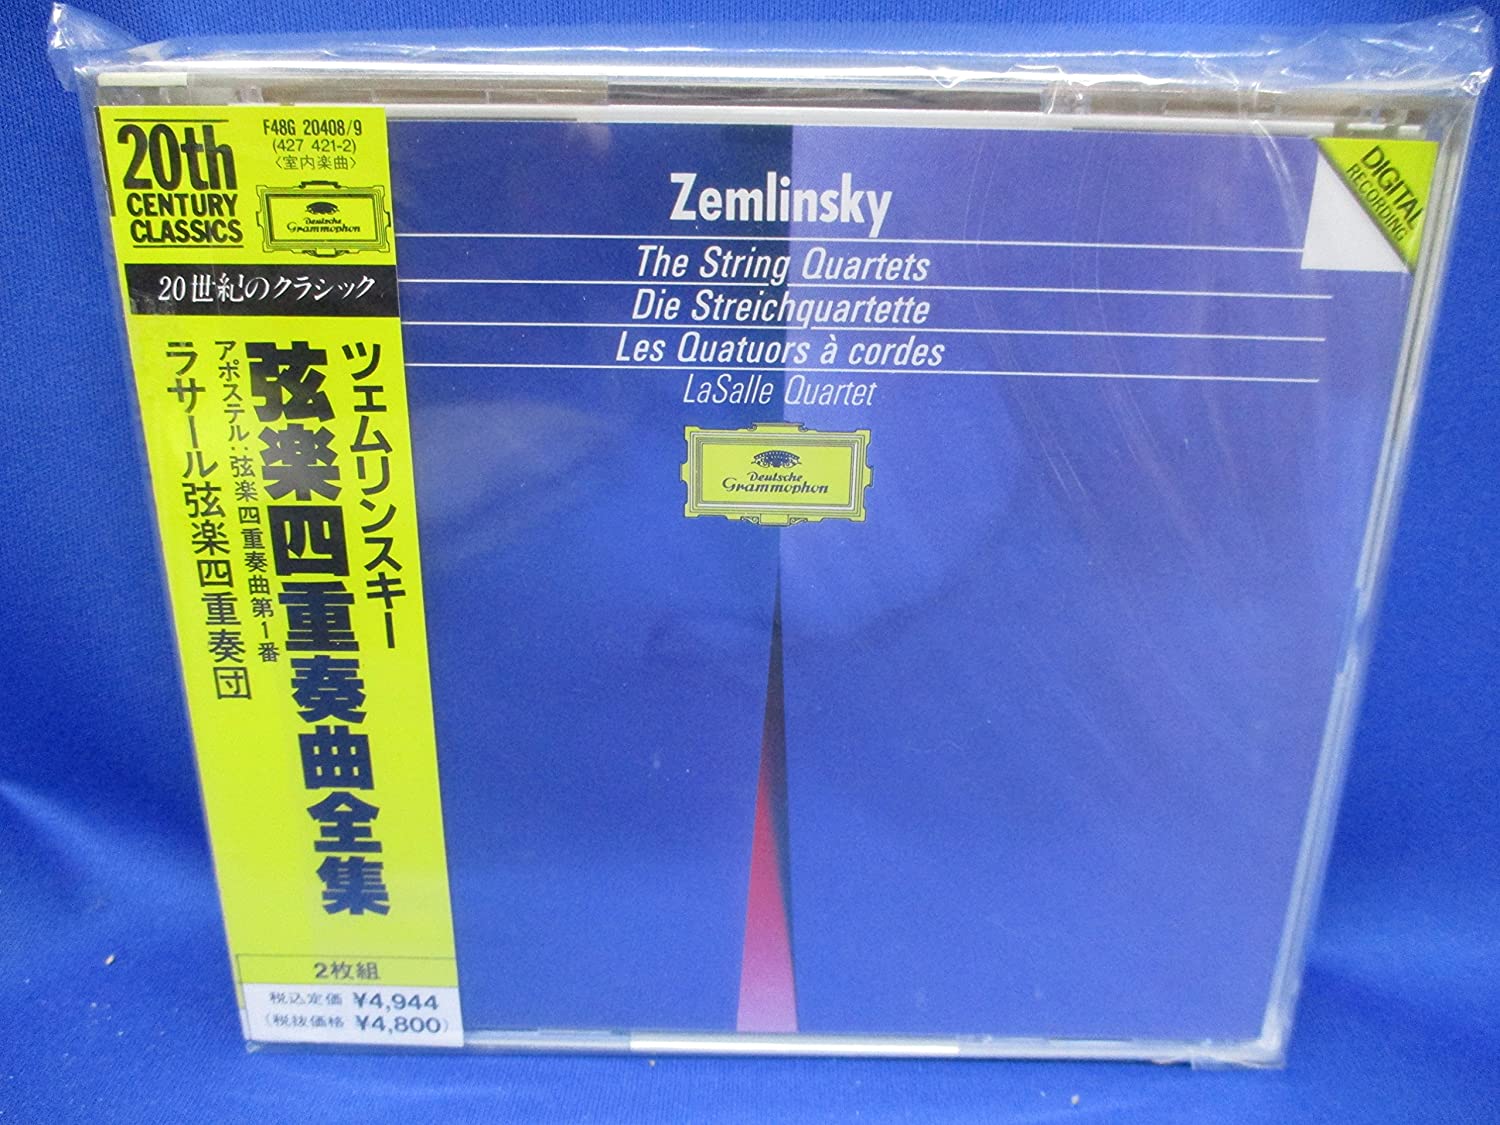 20th
CENTURY
CLASSICS
F48G 20408/9
(427 421-2)
〈室内楽曲〉
Deutsche
Grammophon
20世紀のクラシック
ツェムリンスキー
弦楽四重奏曲全集
アポステル:弦楽四重奏曲第1番
ラサール弦楽四重奏団
2枚組
税込定価 ¥4,944
(税抜価格 ¥4,800)
Zemlinsky
The String Quartets
Die Streichquartette
Les Quatuors à cordes
LaSalle Quartet
Deutsche
Grammophon
DIGITAL
RECORDING